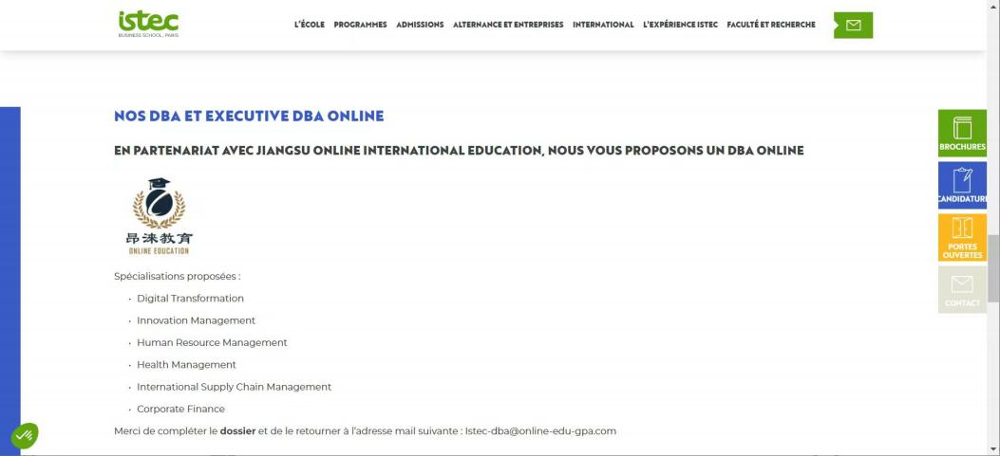 istec
BUSINESS SCHOOL, PARIS
L'ÉCOLE PROGRAMMES ADMISSIONS ALTERNANCE ET ENTREPRISES INTERNATIONAL L'EXPÉRIENCE ISTEC FACULTÉ ET RECHERCHE
NOS DBA ET EXECUTIVE DBA ONLINE
EN PARTENARIAT AVEC JIANGSU ONLINE INTERNATIONAL EDUCATION, NOUS VOUS PROPOSONS UN DBA ONLINE
昂涞教育
ONLINE EDUCATION
Spécialisations proposées :
• Digital Transformation
• Innovation Management
• Human Resource Management
• Health Management
• International Supply Chain Management
• Corporate Finance
Merci de compléter le dossier et de le retourner à l'adresse mail suivante : Istec-dba@online-edu-gpa.com
BROCHURES
CANDIDATURE
PORTES
OUVERTES
CONTACT